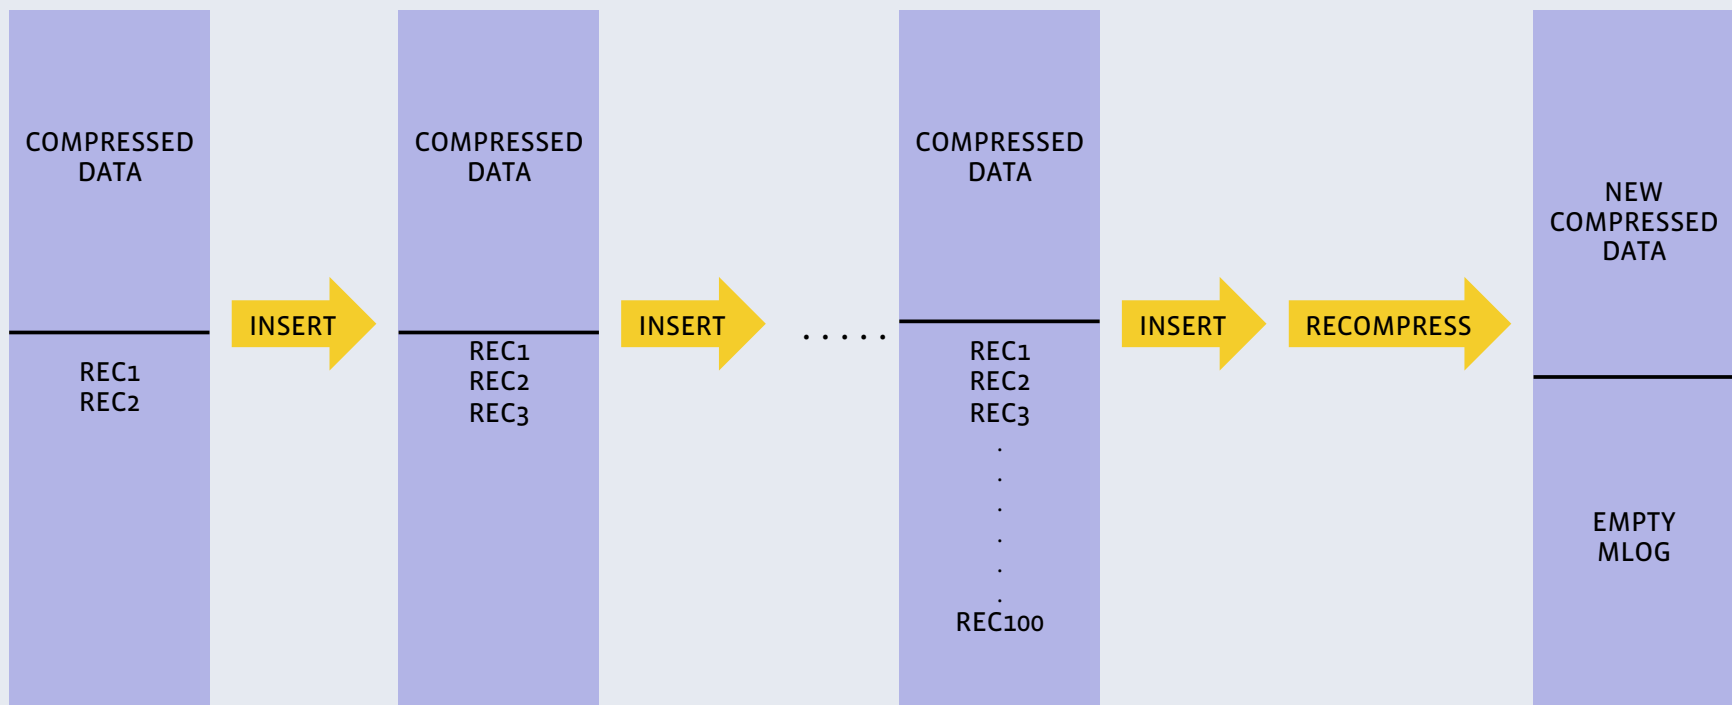 COMPRESSED
DATA
REC1
REC2
INSERT
COMPRESSED
DATA
REC1
REC2
REC3
INSERT
. . . . .
COMPRESSED
DATA
REC1
REC2
REC3
.
.
.
.
.
.
REC100
INSERT
RECOMPRESS
NEW
COMPRESSED
DATA
EMPTY
MLOG